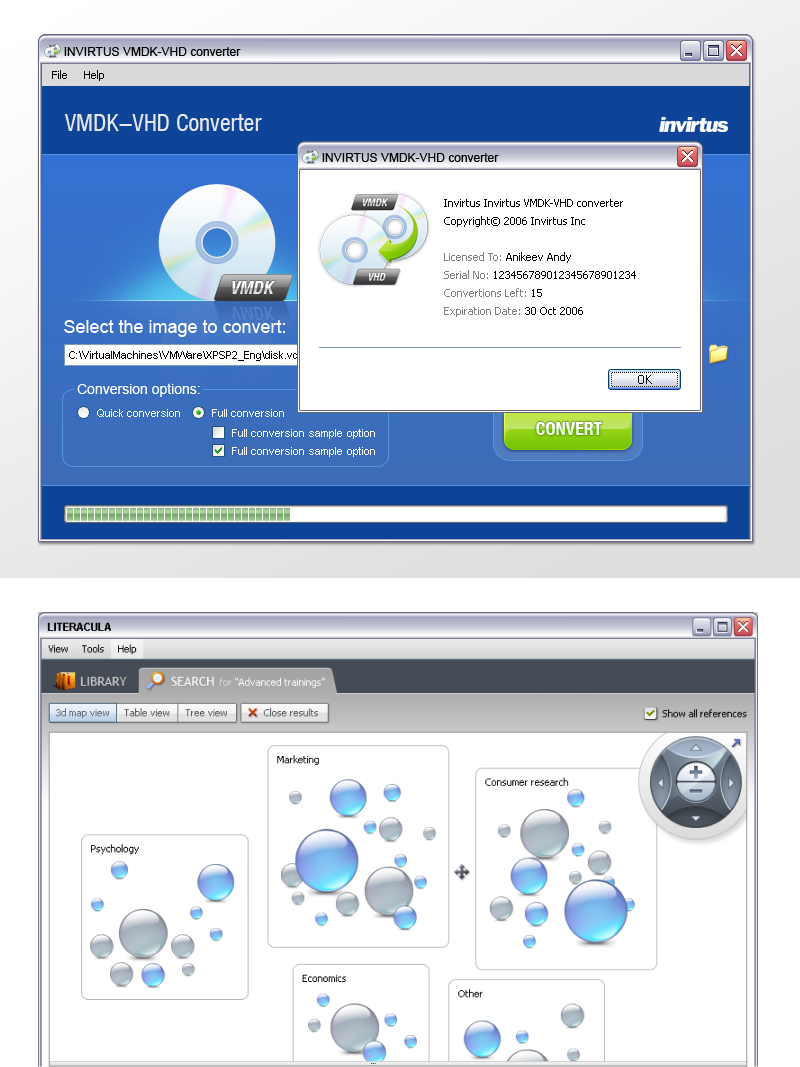 INVIRTUS VMDK-VHD converter
File Help
VMDK–VHD Converter
invirtus
INVIRTUS VMDK-VHD converter
VMDK
VMDK
VHD
Invirtus Invirtus VMDK-VHD converter
Copyright© 2006 Invirtus Inc
Licensed To: Anikeev Andy
Serial No: 123456789012345678901234
Convertions Left: 15
Expiration Date: 30 Oct 2006
OK
Select the image to convert:
C:\VirtualMachines\VMWare\XPSP2_Eng\disk.vc
Conversion options:
Quick conversion Full conversion
Full conversion sample option
Full conversion sample option
CONVERT
LITERACULA
View Tools Help
LIBRARY SEARCH for "Advanced trainings"
3d map view Table view Tree view Close results Show all references
Marketing
Consumer research
Psychology
Economics
Other